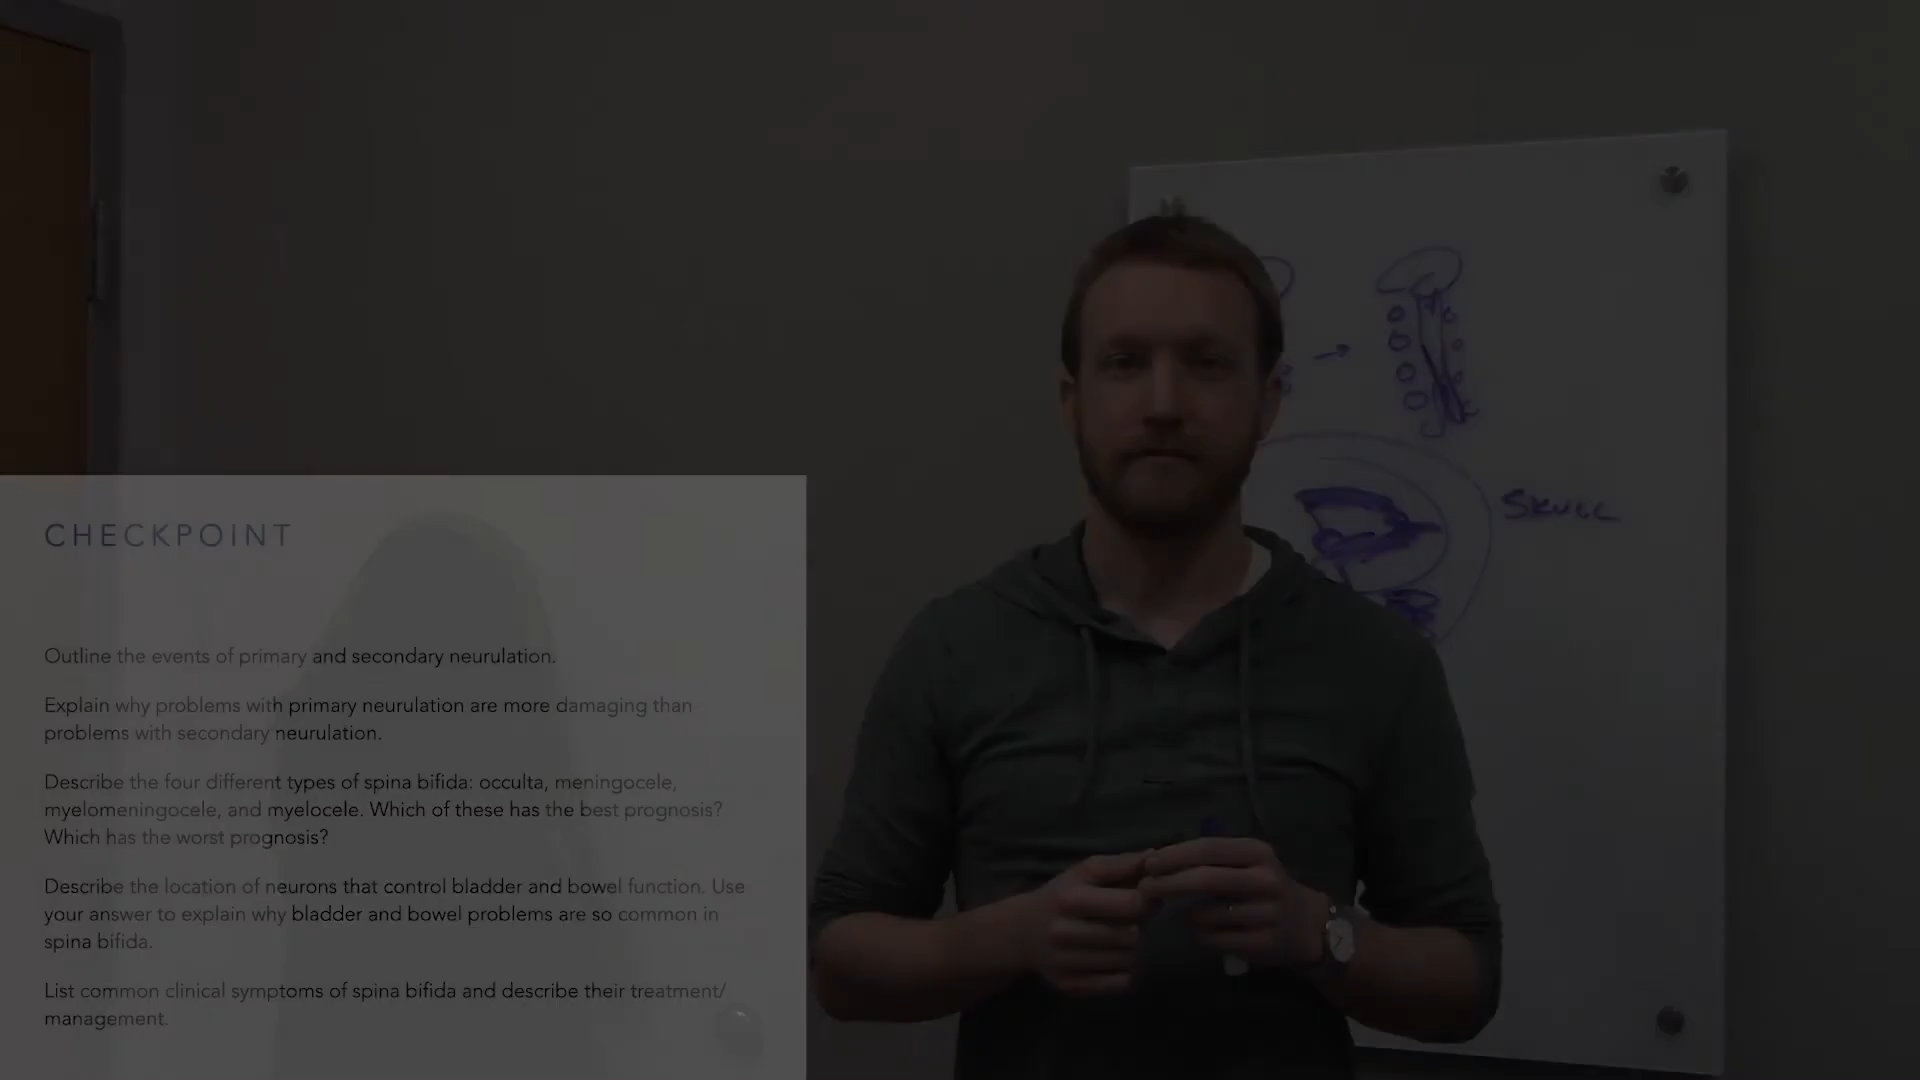 CHECKPOINT
Outline the events of primary and secondary neurulation.
Explain why problems with primary neurulation are more damaging than
problems with secondary neurulation.
Describe the four different types of spina bifida: occulta, meningocele,
myelomeningocele, and myelocele. Which of these has the best prognosis?
Which has the worst prognosis?
Describe the location of neurons that control bladder and bowel function. Use
your answer to explain why bladder and bowel problems are so common in
spina bifida.
List common clinical symptoms of spina bifida and describe their treatment/
management.
SKULL